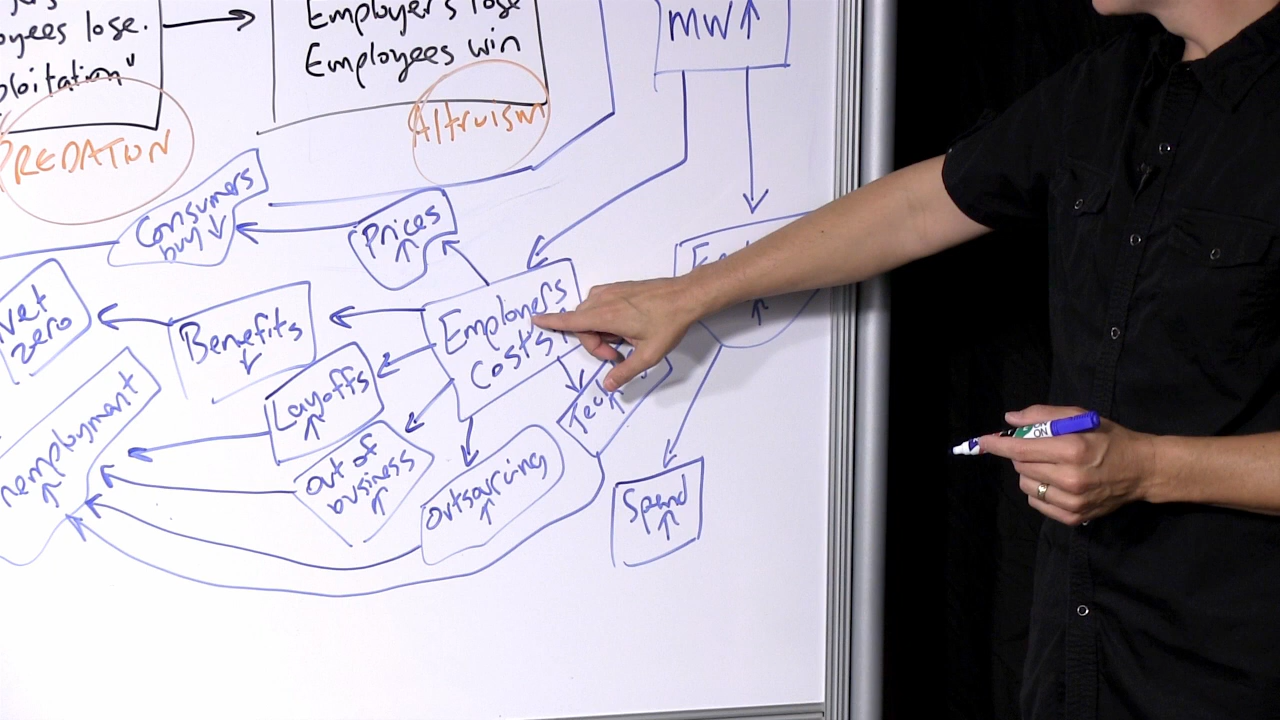 oyees lose.
ploitation"
PREDATION
Employers lose
Employees win
Altruism
MW↑
Consumers
buy ↓
Prices
↑
Net
zero
Benefits
↓
Employers
Costs↑
Layoffs
↑
nemployment
↑
out of
business
↑
outsourcing
↑
↑
↑
Spend
↑